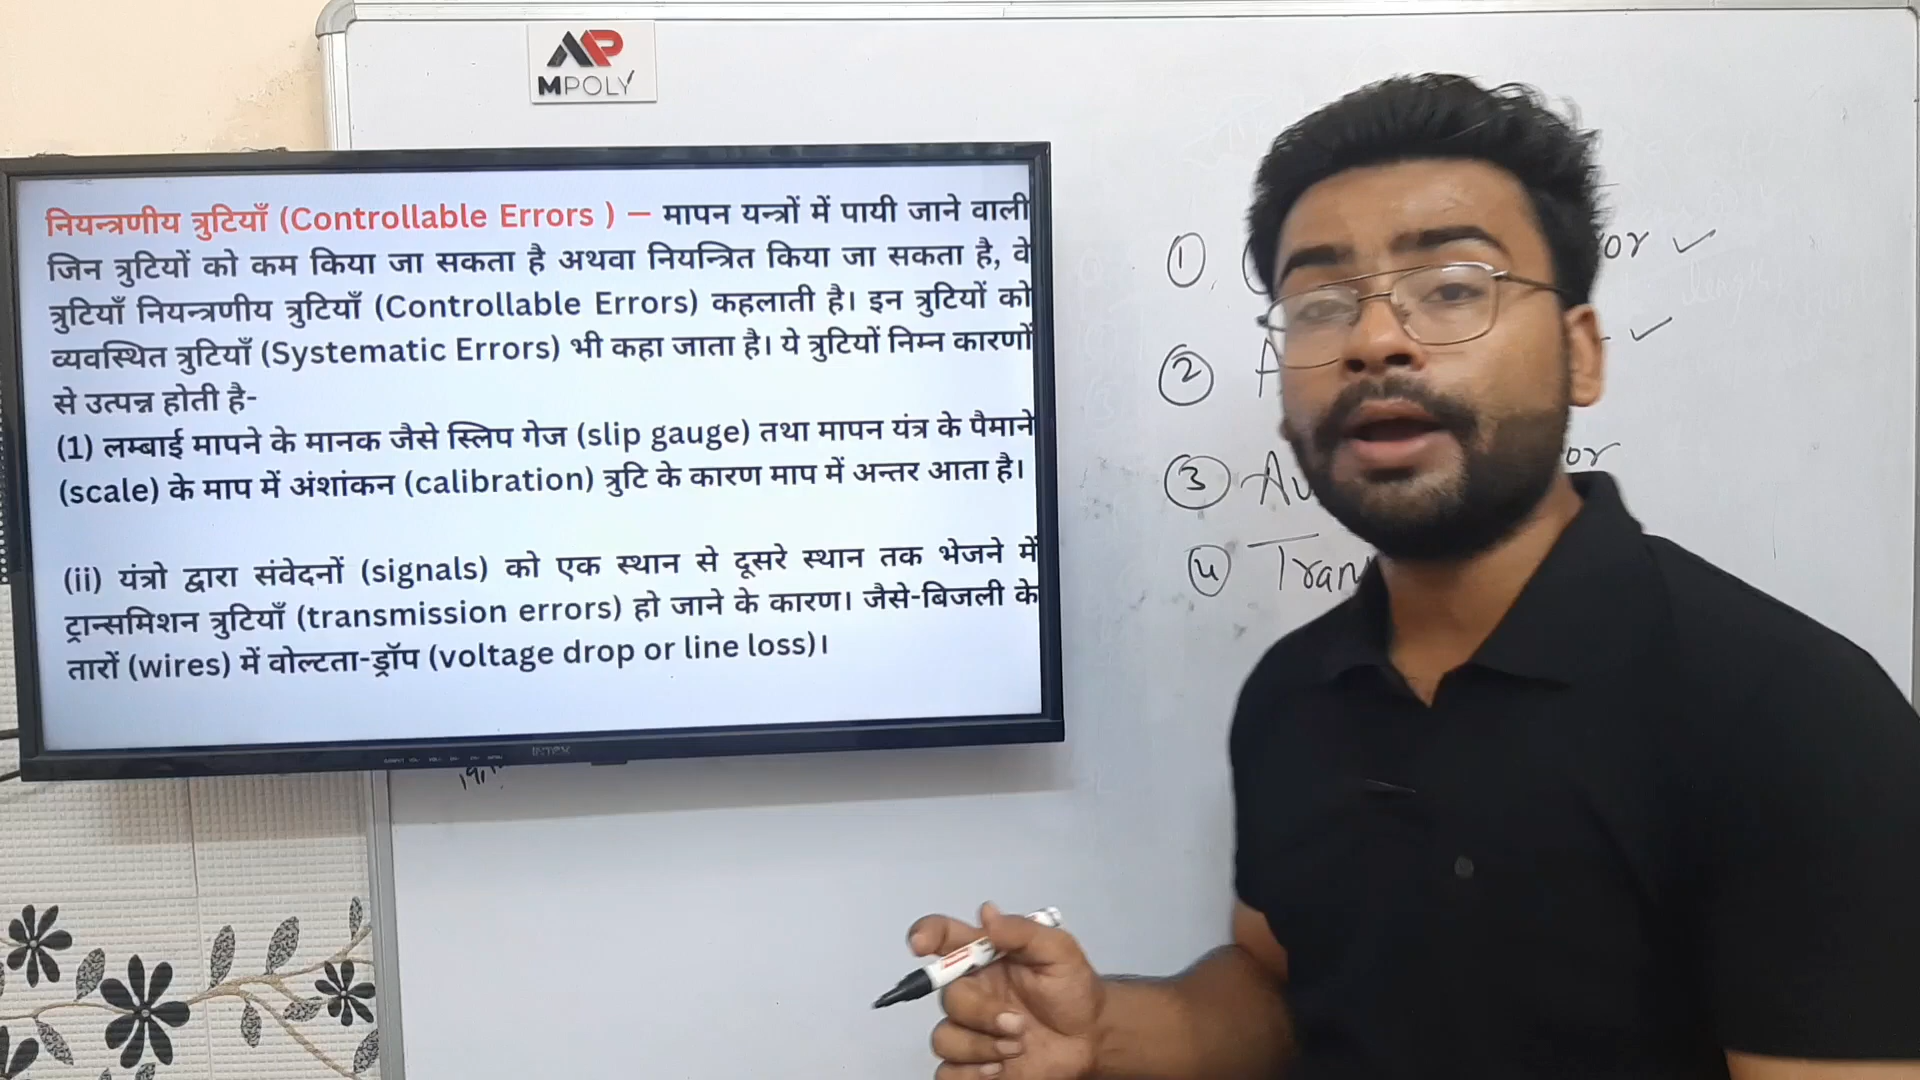 MP
MPOLY
नियन्त्रणीय त्रुटियाँ (Controllable Errors ) – मापन यन्त्रों में पायी जाने वाली
जिन त्रुटियों को कम किया जा सकता है अथवा नियन्त्रित किया जा सकता है, वे
त्रुटियाँ नियन्त्रणीय त्रुटियाँ (Controllable Errors) कहलाती है। इन त्रुटियों को
व्यवस्थित त्रुटियाँ (Systematic Errors) भी कहा जाता है। ये त्रुटियों निम्न कारणों
से उत्पन्न होती है-
(1) लम्बाई मापने के मानक जैसे स्लिप गेज (slip gauge) तथा मापन यंत्र के पैमाने
(scale) के माप में अंशांकन (calibration) त्रुटि के कारण माप में अन्तर आता है।
(ii) यंत्रो द्वारा संवेदनों (signals) को एक स्थान से दूसरे स्थान तक भेजने में
ट्रान्समिशन त्रुटियाँ (transmission errors) हो जाने के कारण। जैसे-बिजली के
तारों (wires) में वोल्टता-ड्रॉप (voltage drop or line loss)।
INTEX
①
②
③
④